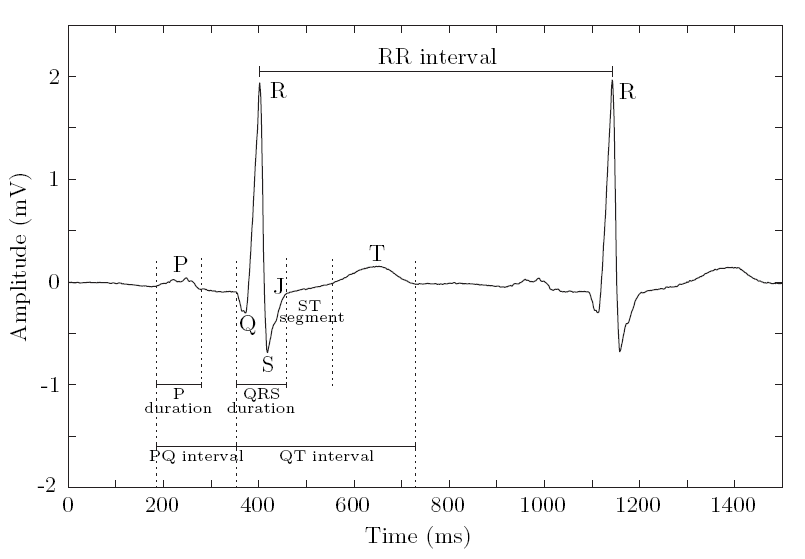 RR interval
R
R
2
1
0
-1
-2
Amplitude (mV)
P
T
J
ST
segment
Q
S
P
duration
QRS
duration
PQ interval
QT interval
0
200
400
600
800
1000
1200
1400
Time (ms)